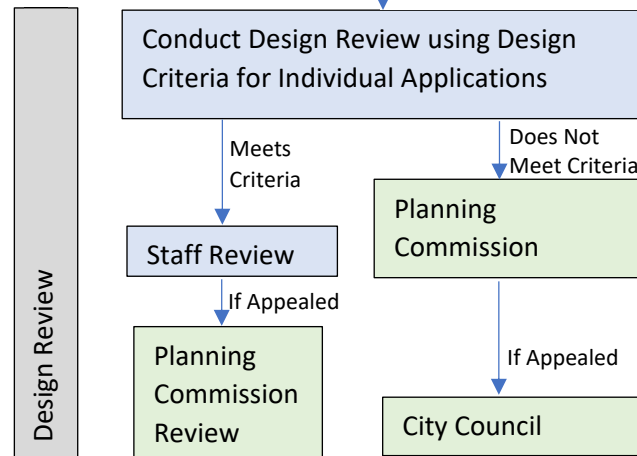 Design Review
Conduct Design Review using Design
Criteria for Individual Applications
Meets
Criteria
Does Not
Meet Criteria
Staff Review
Planning
Commission
If Appealed
If Appealed
Planning
Commission
Review
City Council